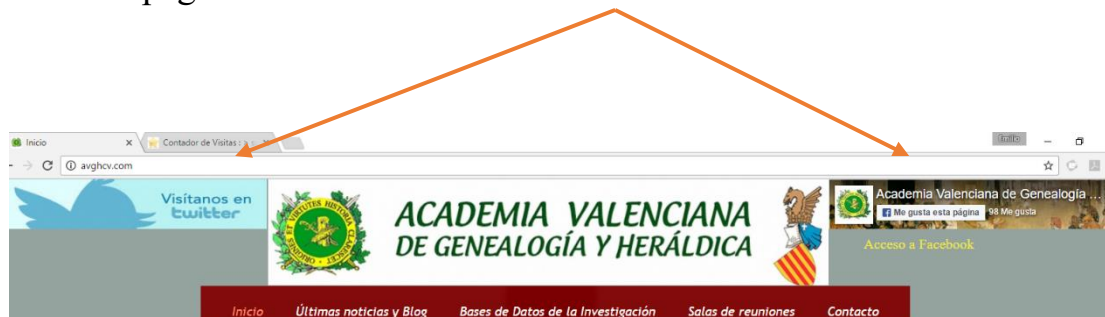 Inicio
Contador de Visitas :
Emilio
avghcv.com
Visítanos en
twitter
ACADEMIA VALENCIANA
DE GENEALOGÍA Y HERÁLDICA
Academia Valenciana de Genealogía ...
Me gusta esta página
98 Me gusta
Acceso a Facebook
Inicio Últimas noticias y Blog Bases de Datos de la Investigación Salas de reuniones Contacto